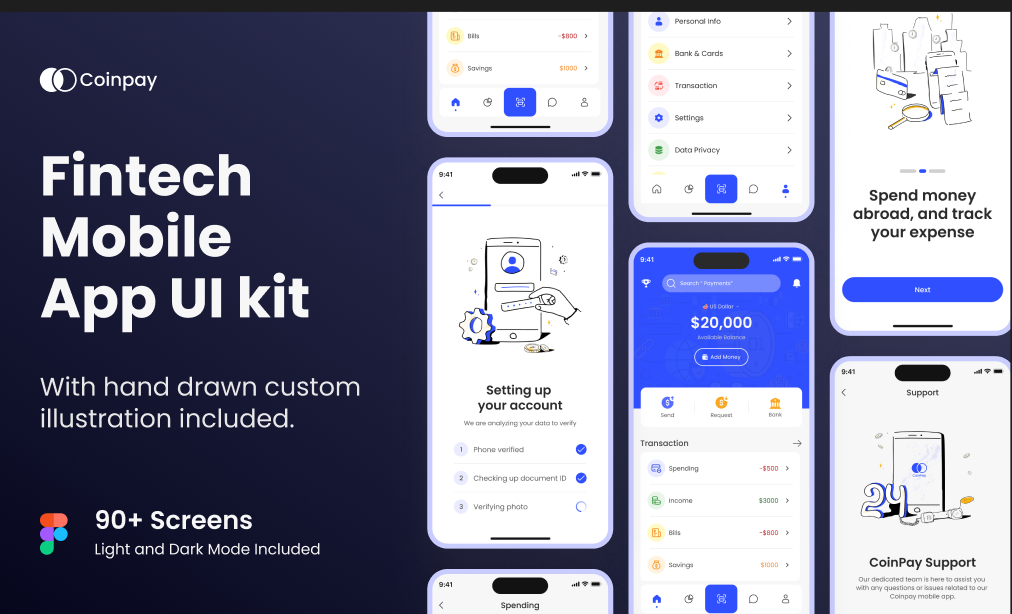 Coinpay
Fintech
Mobile
App UI kit
With hand drawn custom
illustration included.
90+ Screens
Light and Dark Mode Included
Bills
-$800
Savings
$1000
9:41
Setting up
your account
We are analyzing your data to verify
1 Phone verified
2 Checking up document ID
3 Verifying photo
9:41
Spending
Personal Info
Bank & Cards
Transaction
Settings
Data Privacy
9:41
Search “ Payments”
US Dollar
$20,000
Available Balance
Add Money
Send
Request
Bank
Transaction
Spending
-$500
Income
$3000
Bills
-$800
Savings
$1000
Spend money
abroad, and track
your expense
Next
9:41
Support
CoinPay
24
CoinPay Support
Our dedicated team is here to assist you
with any questions or issues related to our
Coinpay mobile app.